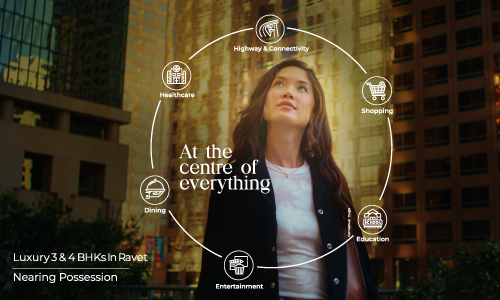 Highway & Connectivity
Healthcare
Shopping
At the
centre of
everything
Dining
Education
Entertainment
Luxury 3 & 4 BHKs In Ravet
Nearing Possession
SCHOOL